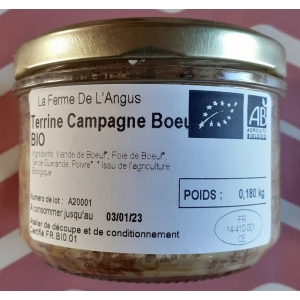 La Ferme De L'Angus
Terrine Campagne Boeu
BIO
Ingrédients: Viande de Boeuf*, Foie de Boeuf*,
Sel de Guérande, Poivre*. * issu de l'agriculture
Biologique
AB
AGRICULTURE
BIOLOGIQUE
Numero de lot : A20001
A consommer jusqu'au 03/01/23
POIDS : 0,180 kg
Atelier de découpe et de conditionnement
Certifié FR.BIO.01
FR
14-410-001
CE